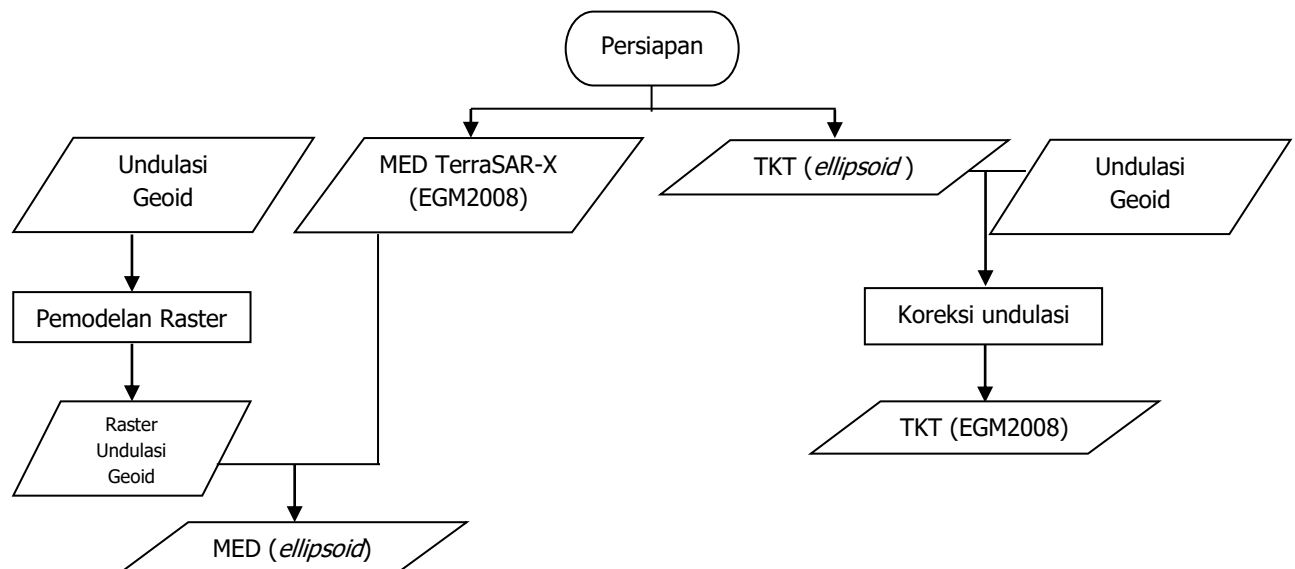 Persiapan
Undulasi
Geoid
MED TerraSAR-X
(EGM2008)
TKT (ellipsoid )
Undulasi
Geoid
Pemodelan Raster
Koreksi undulasi
Raster
Undulasi
Geoid
TKT (EGM2008)
MED (ellipsoid)